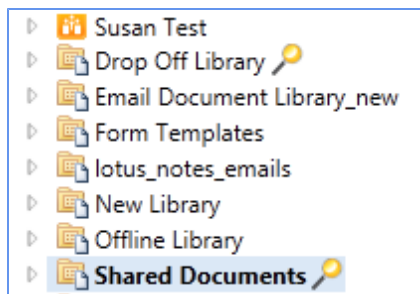 Susan Test
Drop Off Library
Email Document Library_new
Form Templates
lotus_notes_emails
New Library
Offline Library
Shared Documents